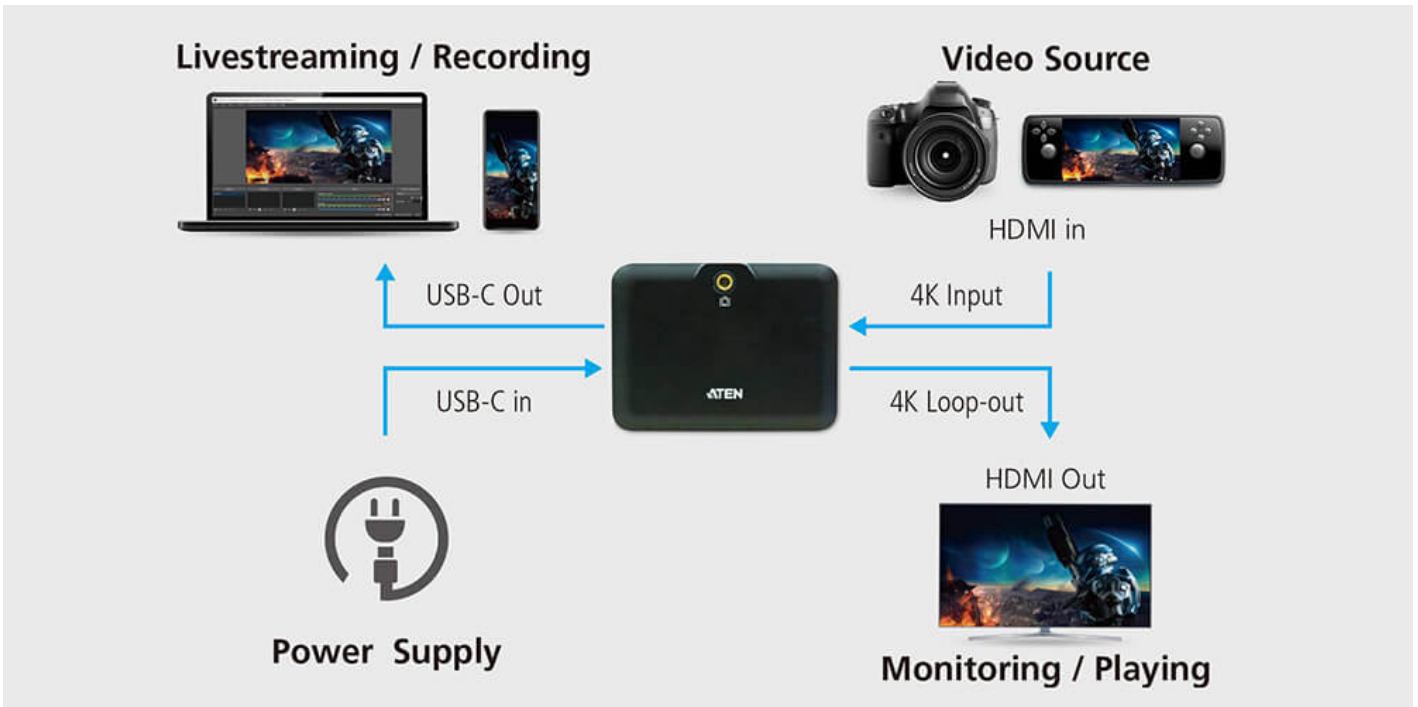 Livestreaming / Recording
Video Source
HDMI in
USB-C Out
4K Input
ATEN
USB-C in
4K Loop-out
HDMI Out
Power Supply
Monitoring / Playing